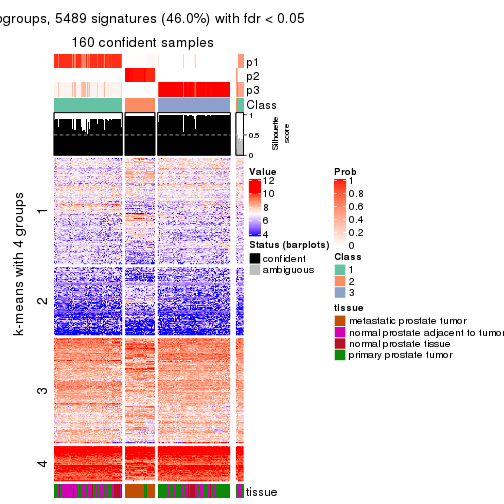 ogroups, 5489 signatures (46.0%) with fdr < 0.05
160 confident samples
p1
p2
p3
Class
1
0.5
0
Silhouette
score
k-means with 4 groups
1
2
3
4
tissue
Value
12
10
8
6
4
Status (barplots)
confident
ambiguous
Prob
1
0.8
0.6
0.4
0.2
0
Class
1
2
3
tissue
metastatic prostate tumor
normal prostate adjacent to tumor
normal prostate tissue
primary prostate tumor